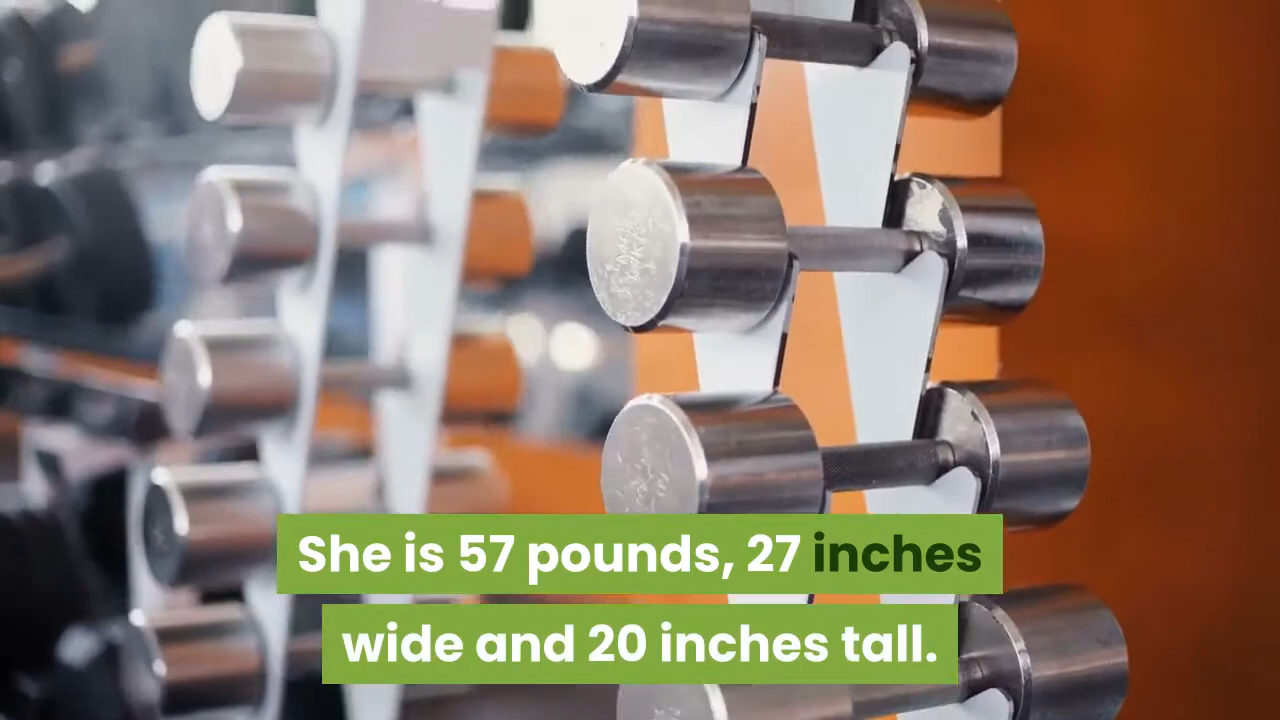 She is 57 pounds, 27 inches
wide and 20 inches tall.